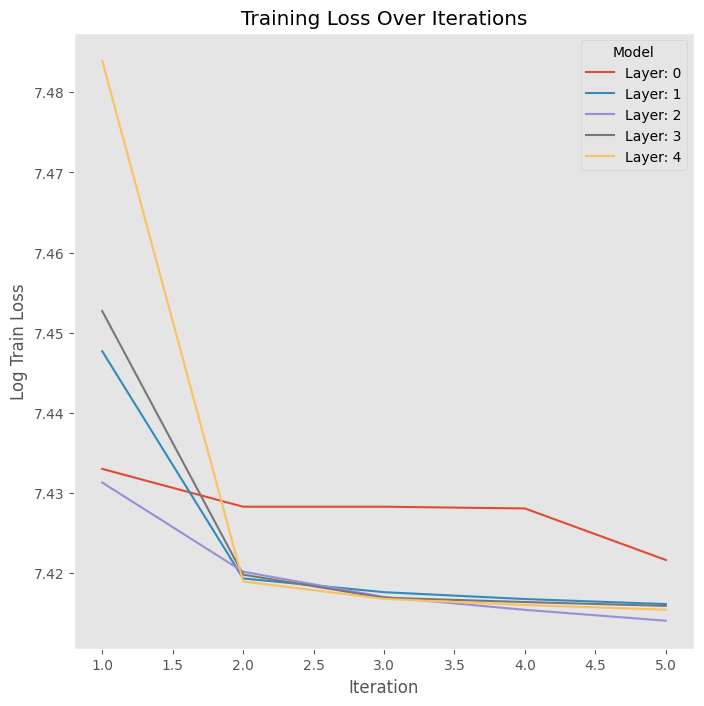 Training Loss Over Iterations
Model
Layer: 0
Layer: 1
Layer: 2
Layer: 3
Layer: 4
7.48
7.47
7.46
7.45
7.44
7.43
7.42
Log Train Loss
1.0 1.5 2.0 2.5 3.0 3.5 4.0 4.5 5.0
Iteration